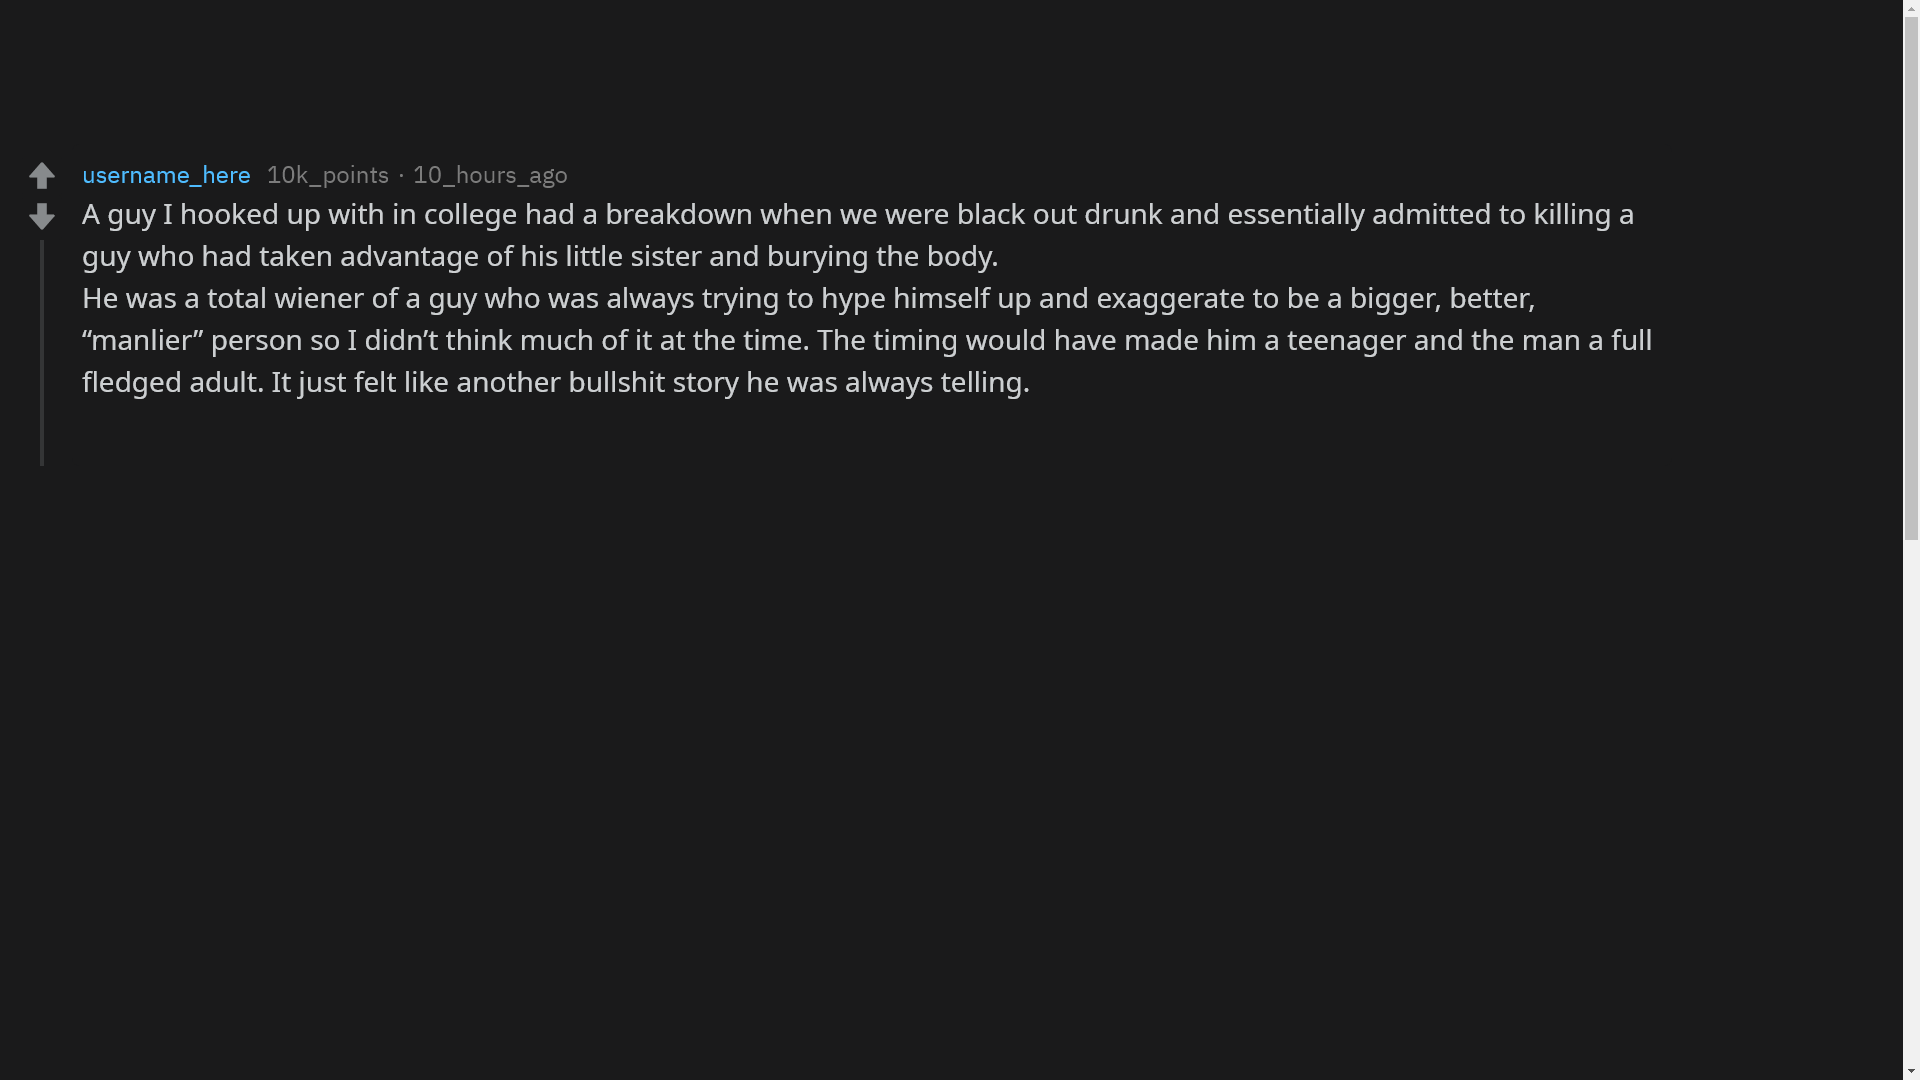 username_here 10k_points · 10_hours_ago
A guy I hooked up with in college had a breakdown when we were black out drunk and essentially admitted to killing a
guy who had taken advantage of his little sister and burying the body.
He was a total wiener of a guy who was always trying to hype himself up and exaggerate to be a bigger, better,
“manlier” person so I didn’t think much of it at the time. The timing would have made him a teenager and the man a full
fledged adult. It just felt like another bullshit story he was always telling.